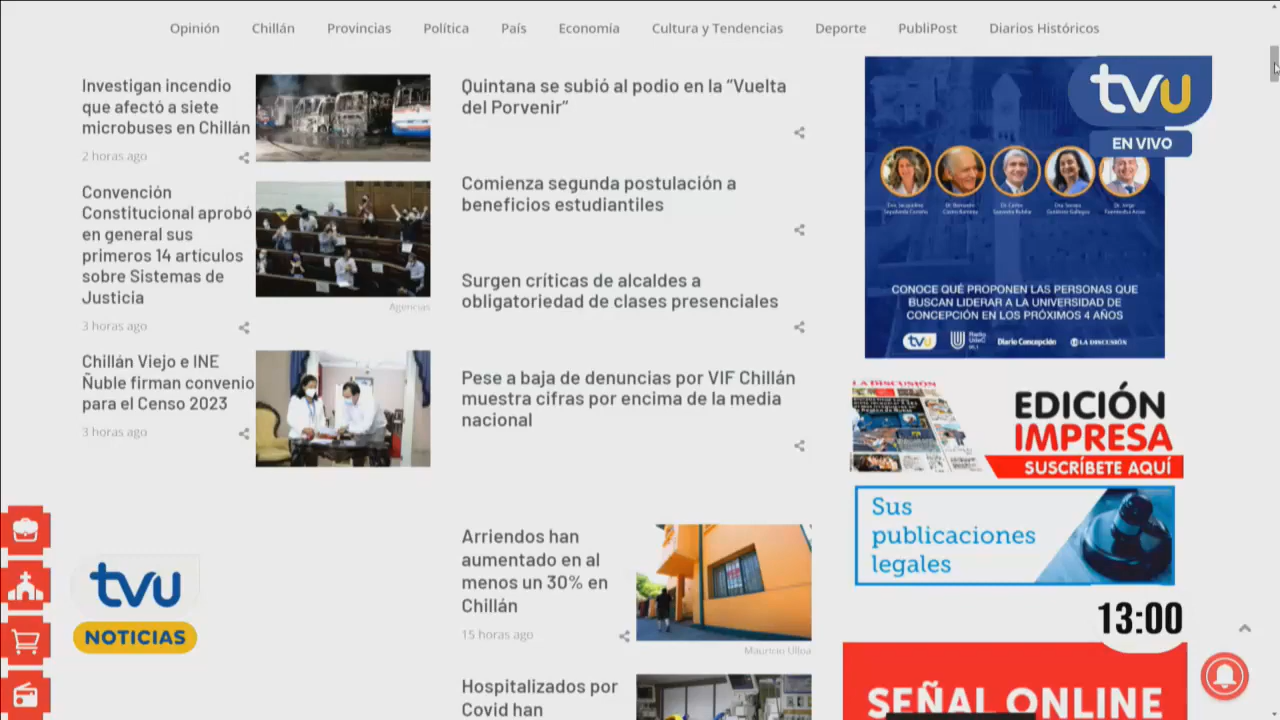 Opinión
Chillán
Provincias
Política
País
Economía
Cultura y Tendencias
Deporte
PubliPost
Diarios Históricos
Investigan incendio
que afectó a siete
microbuses en Chillán
2 horas ago
Convención
Constitucional aprobó
en general sus
primeros 14 artículos
sobre Sistemas de
Justicia
3 horas ago
Agencias
Chillán Viejo e INE
Ñuble firman convenio
para el Censo 2023
3 horas ago
Quintana se subió al podio en la “Vuelta
del Porvenir”
Comienza segunda postulación a
beneficios estudiantiles
Surgen críticas de alcaldes a
obligatoriedad de clases presenciales
Pese a baja de denuncias por VIF Chillán
muestra cifras por encima de la media
nacional
Arriendos han
aumentado en al
menos un 30% en
Chillán
15 horas ago
Mauricio Ulloa
Hospitalizados por
Covid han
tvu
EN VIVO
CONOCE QUÉ PROPONEN LAS PERSONAS QUE
BUSCAN LIDERAR A LA UNIVERSIDAD DE
CONCEPCIÓN EN LOS PRÓXIMOS 4 AÑOS
tvu
Radio UdeC
Diario Concepción
LA DISCUSIÓN
LA DISCUSIÓN
EDICIÓN
IMPRESA
SUSCRÍBETE AQUÍ
Sus
publicaciones
legales
13:00
SEÑAL ONLINE
tvu
NOTICIAS